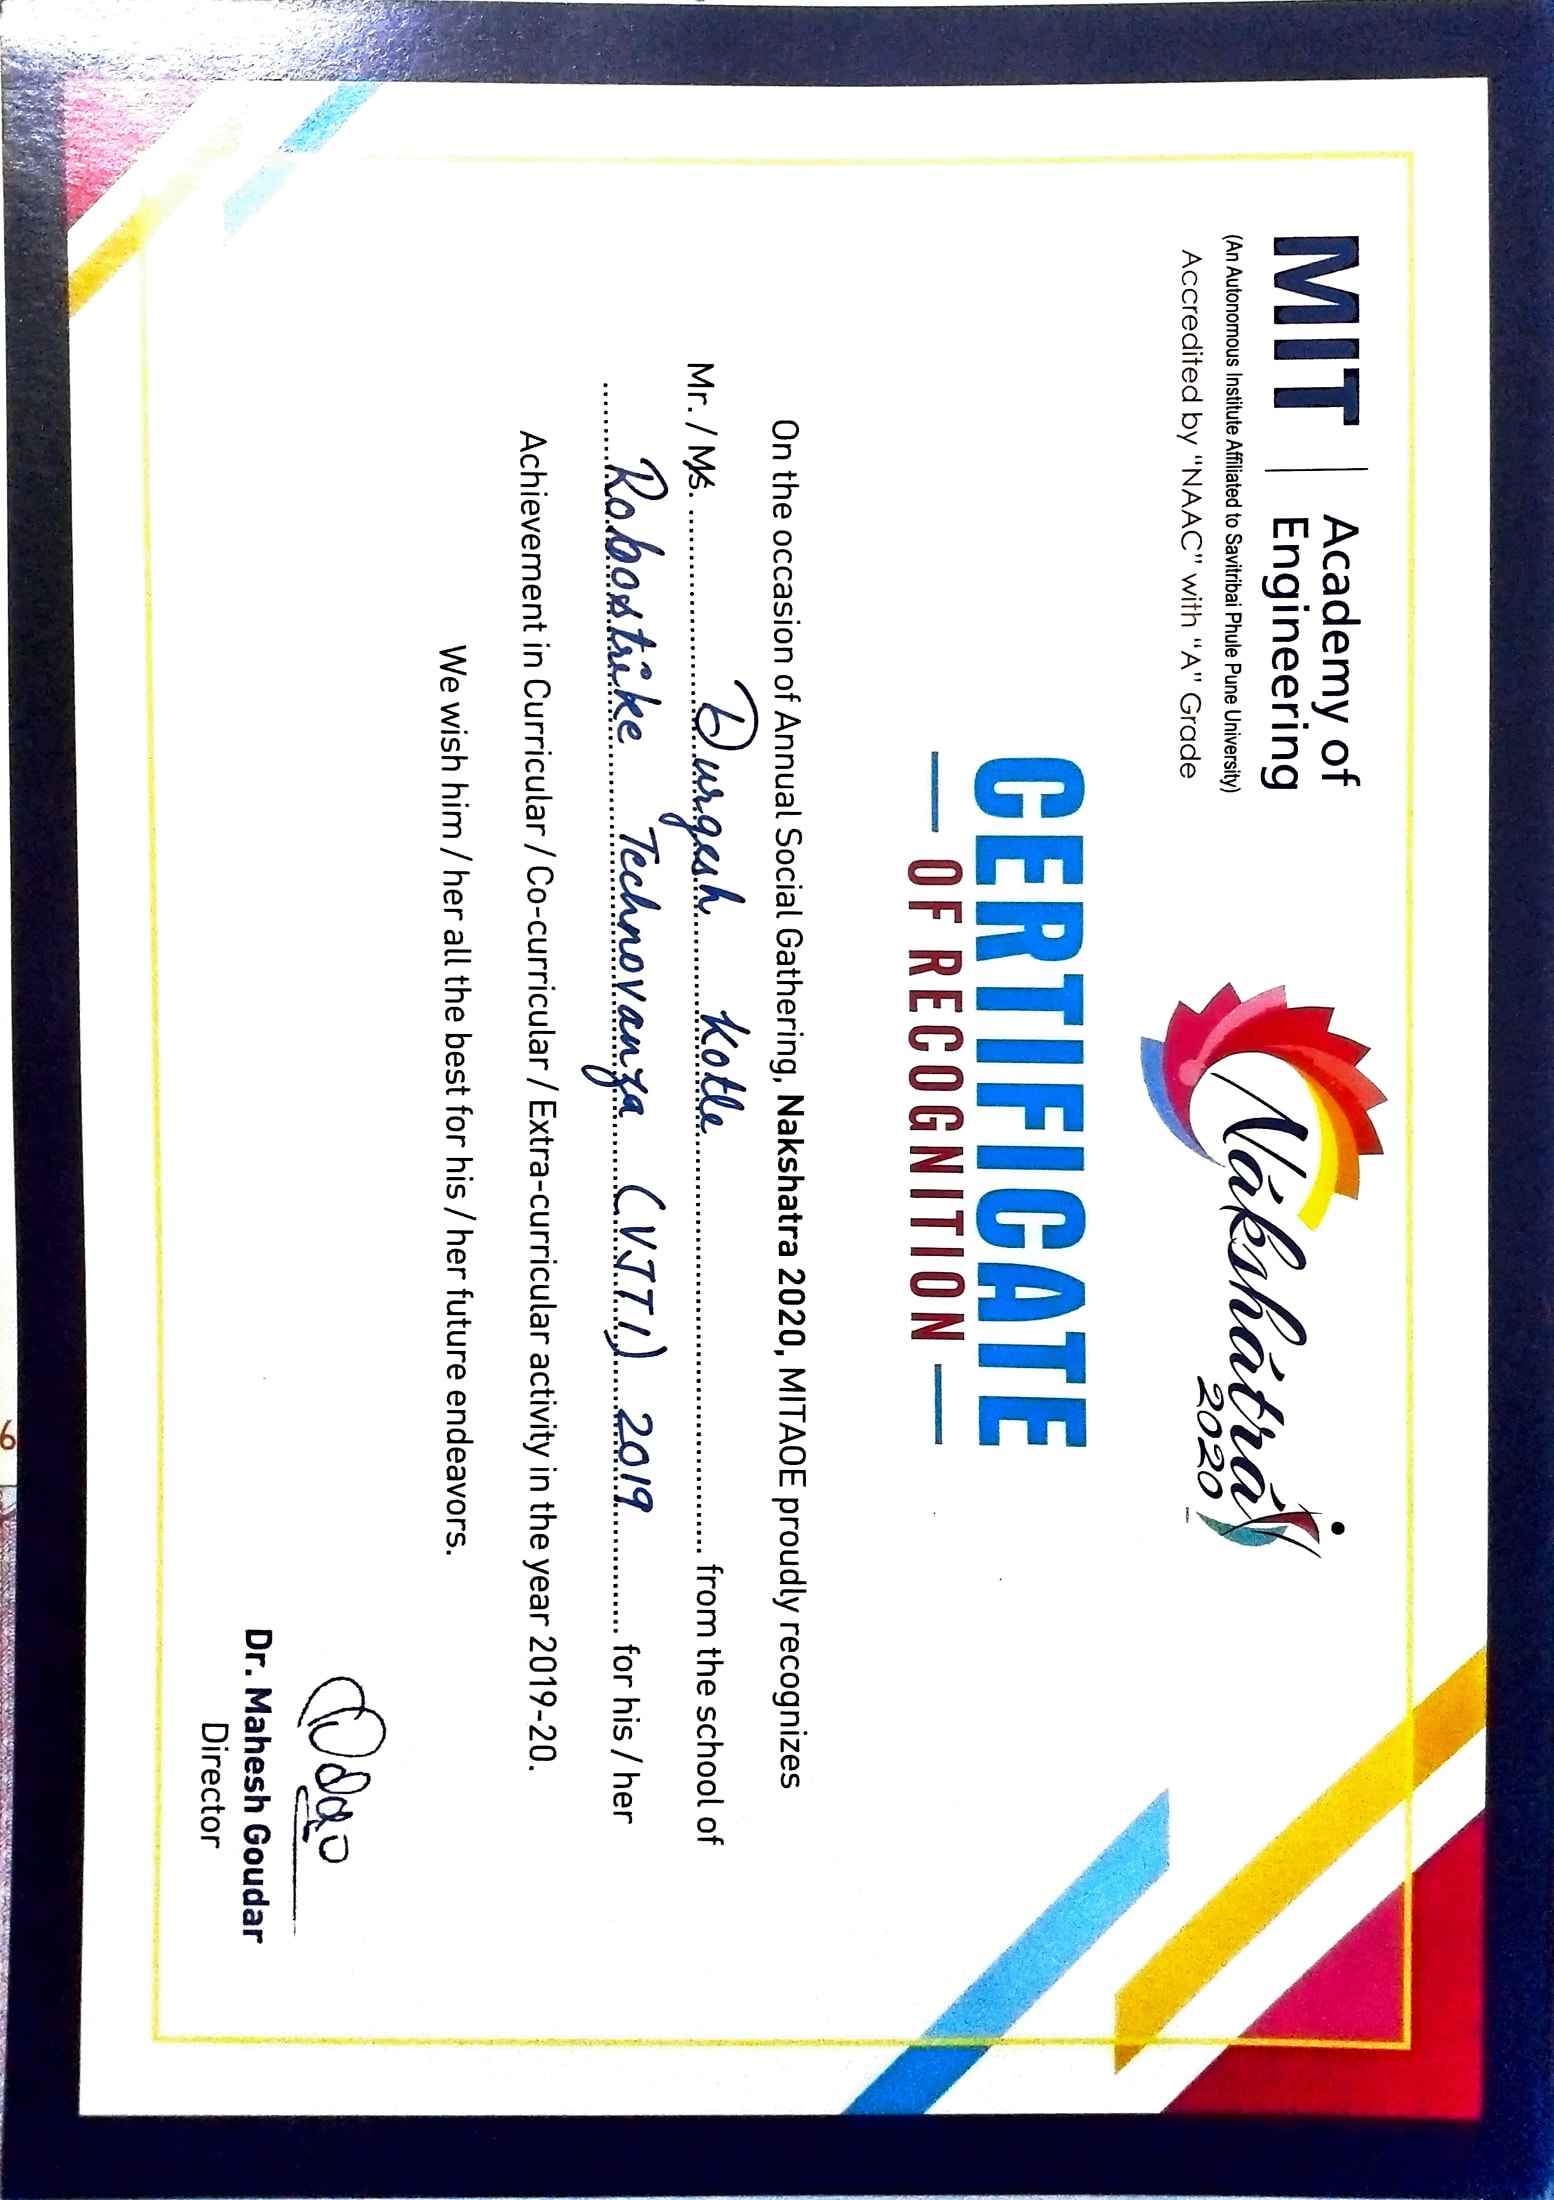 MIT
Academy of
Engineering
(An Autonomous Institute Affiliated to Savitribai Phule Pune University)
Accredited by "NAAC" with "A" Grade
Nakshatra
2020
CERTIFICATE
OF RECOGNITION
On the occasion of Annual Social Gathering, Nakshatra 2020, MITAOE proudly recognizes
Mr. / Ms. Durgesh Kotle from the school of
Robostrike Technovanza (VJTI) 2019 for his / her
Achievement in Curricular / Co-curricular / Extra-curricular activity in the year 2019-20.
We wish him / her all the best for his / her future endeavors.
Dr. Mahesh Goudar
Director
6